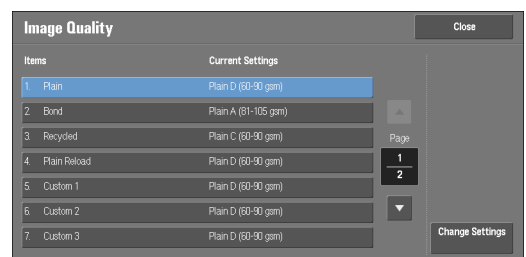 Image Quality
Close
Items Current Settings
1. Plain Plain D (60-90 gsm)
2. Bond Plain A (81-105 gsm)
3. Recycled Plain C (60-90 gsm)
4. Plain Reload Plain D (60-90 gsm)
5. Custom 1 Plain D (60-90 gsm)
6. Custom 2 Plain D (60-90 gsm)
7. Custom 3 Plain D (60-90 gsm)
Page
1
2
Change Settings